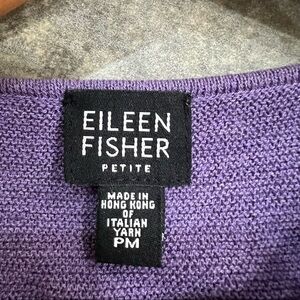 EILEEN
FISHER
PETITE
MADE IN
HONG KONG
OF
ITALIAN
YARN
PM